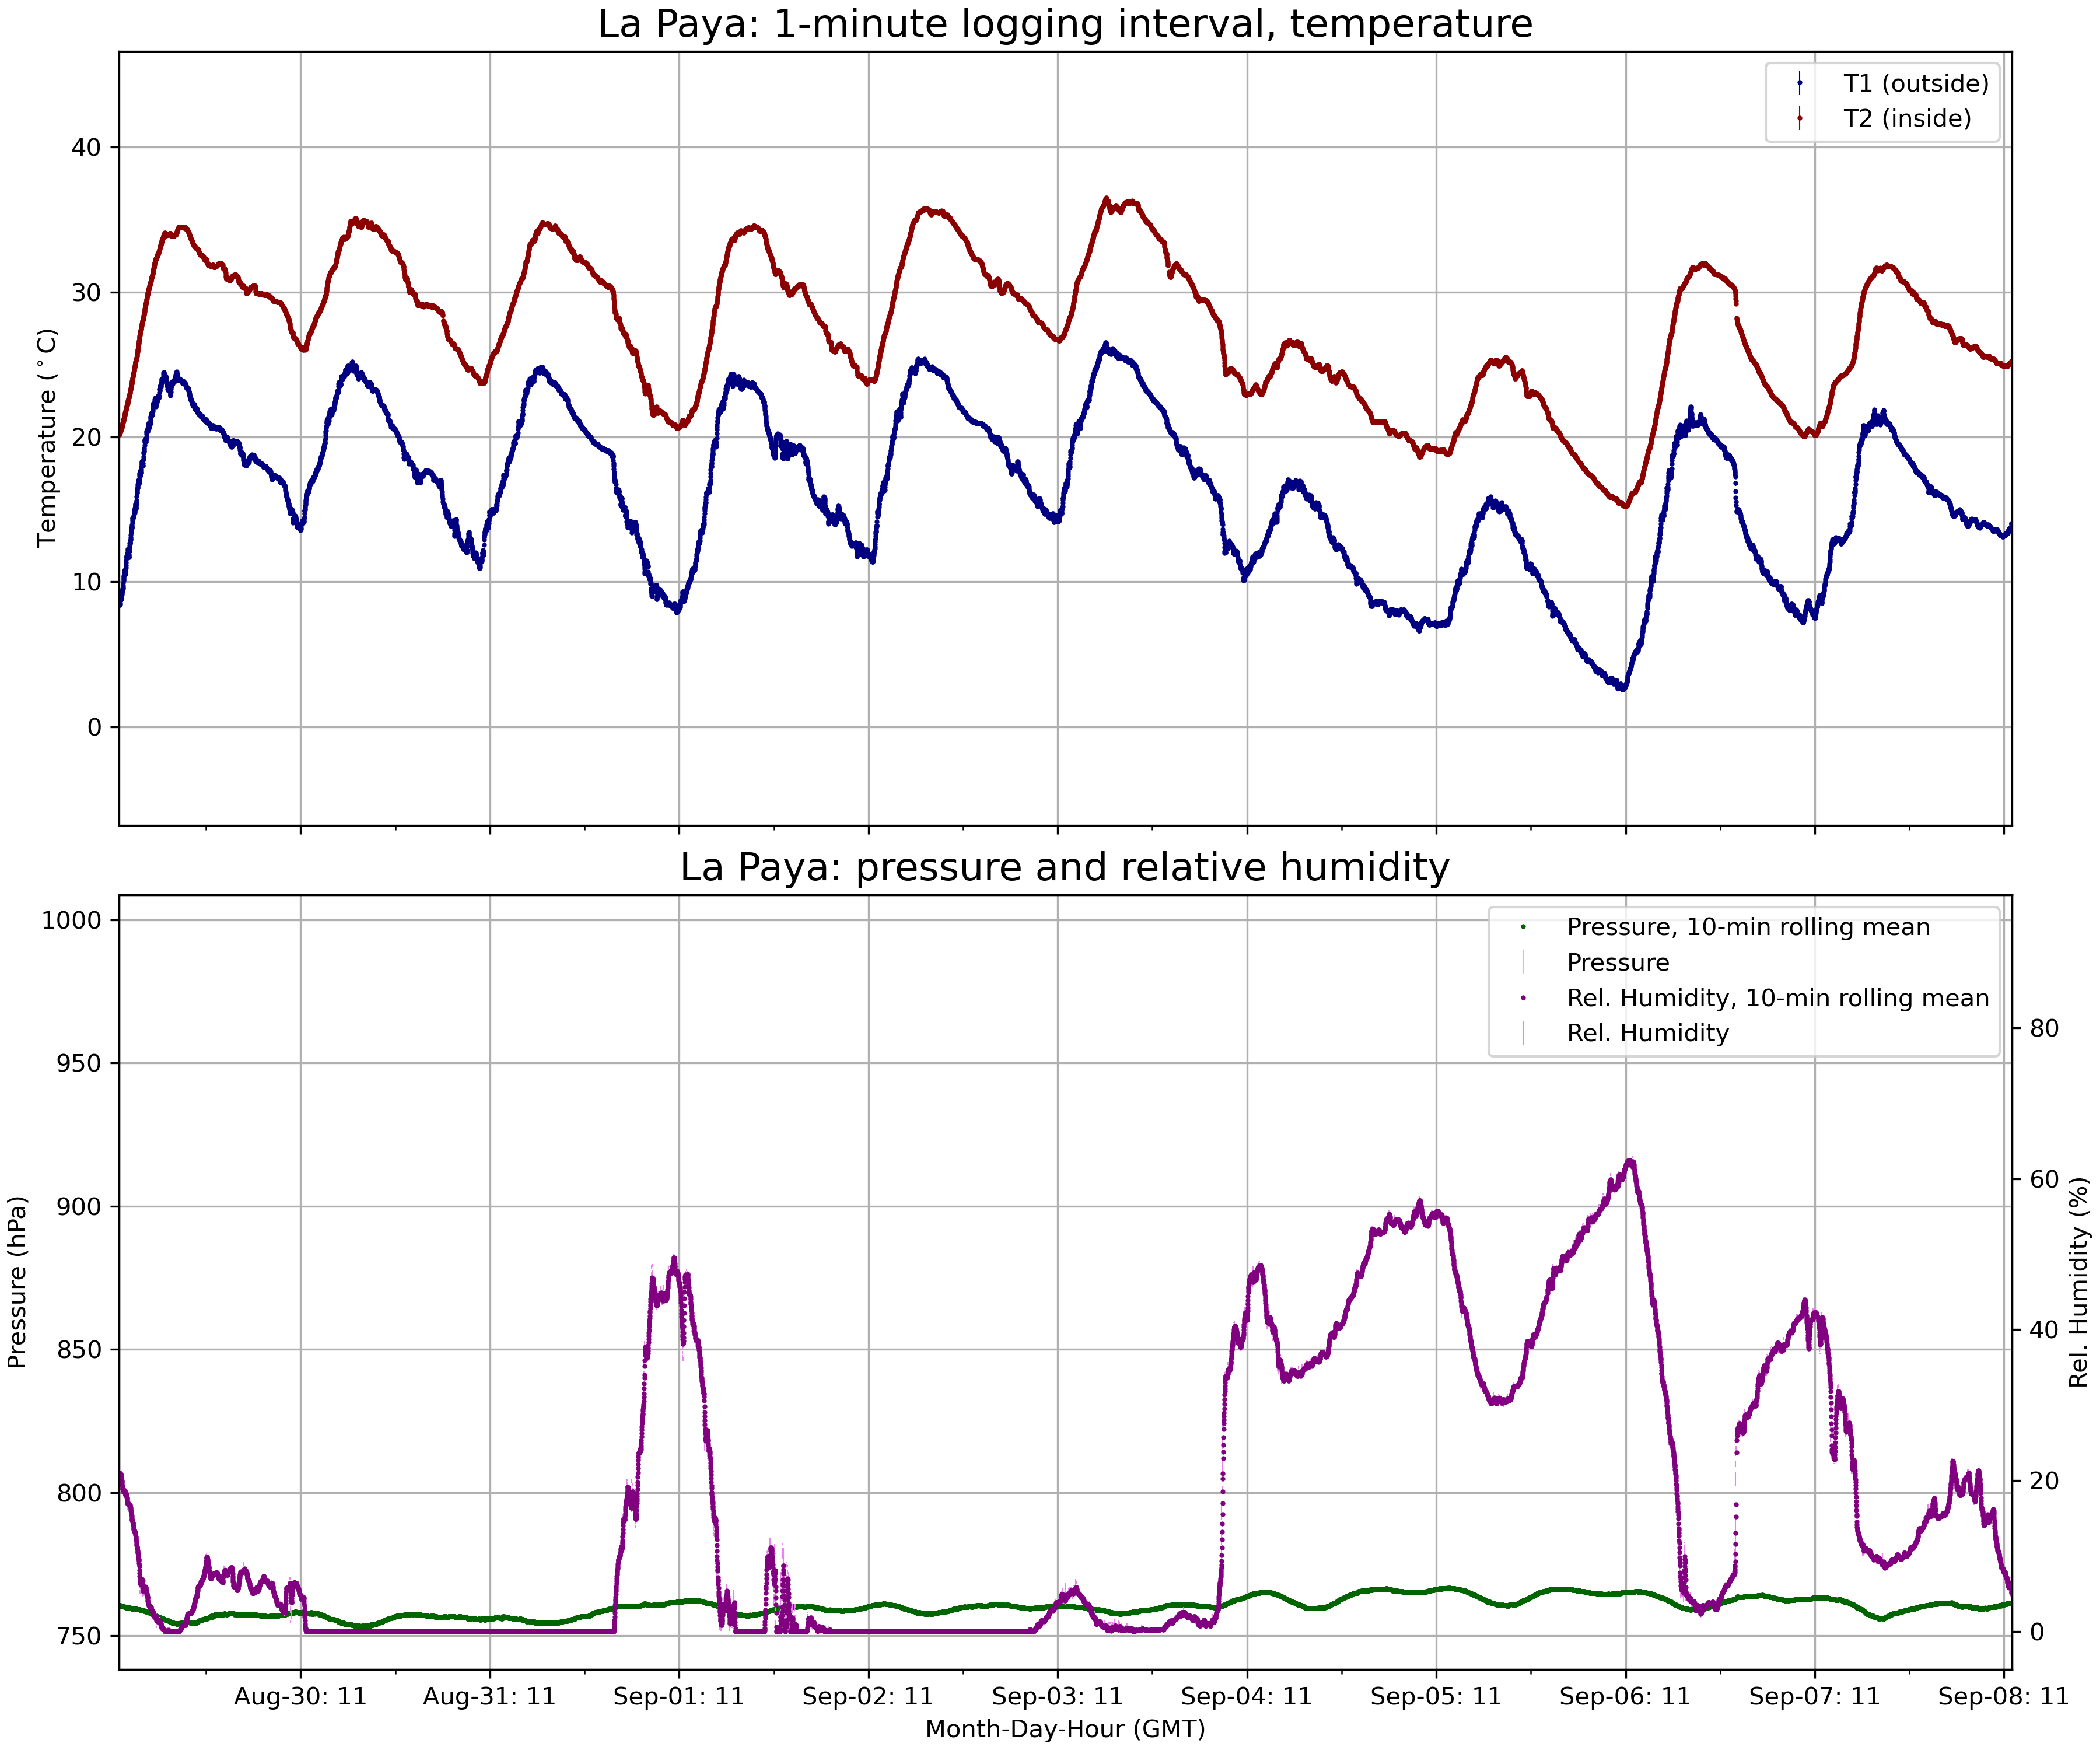 La Paya: 1-minute logging interval, temperature
T1 (outside)
T2 (inside)
40
30
20
10
0
Temperature (°C)
La Paya: pressure and relative humidity
Pressure, 10-min rolling mean
Pressure
Rel. Humidity, 10-min rolling mean
Rel. Humidity
1000
950
900
850
800
750
Pressure (hPa)
80
60
40
20
0
Rel. Humidity (%)
Aug-30: 11
Aug-31: 11
Sep-01: 11
Sep-02: 11
Sep-03: 11
Sep-04: 11
Sep-05: 11
Sep-06: 11
Sep-07: 11
Sep-08: 11
Month-Day-Hour (GMT)